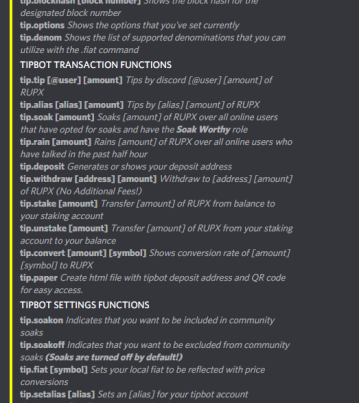 tip.blockhash [block number] Shows the block hash for the
designated block number
tip.options Shows the options that you've set currently
tip.denom Shows the list of supported denominations that you can
utilize with the .fiat command
TIPBOT TRANSACTION FUNCTIONS
tip.tip [@user] [amount] Tips by discord [@user] [amount] of
RUPX
tip.alias [alias] [amount] Tips by [alias] [amount] of RUPX
tip.soak [amount] Soaks [amount] of RUPX over all online users
that have opted for soaks and have the Soak Worthy role
tip.rain [amount] Rains [amount] of RUPX over all online users who
have talked in the past half hour
tip.deposit Generates or shows your deposit address
tip.withdraw [address] [amount] Withdraw to [address] [amount]
of RUPX (No Additional Fees!)
tip.stake [amount] Transfer [amount] of RUPX from balance to
your staking account
tip.unstake [amount] Transfer [amount] of RUPX from your staking
account to your balance
tip.convert [amount] [symbol] Shows conversion rate of [amount]
[symbol] to RUPX
tip.paper Create html file with tipbot deposit address and QR code
for easy access.
TIPBOT SETTINGS FUNCTIONS
tip.soakon Indicates that you want to be included in community
soaks
tip.soakoff Indicates that you want to be excluded from community
soaks (Soaks are turned off by default!)
tip.fiat [symbol] Sets your local fiat to be reflected with price
conversions
tip.setalias [alias] Sets an [alias] for your tipbot account